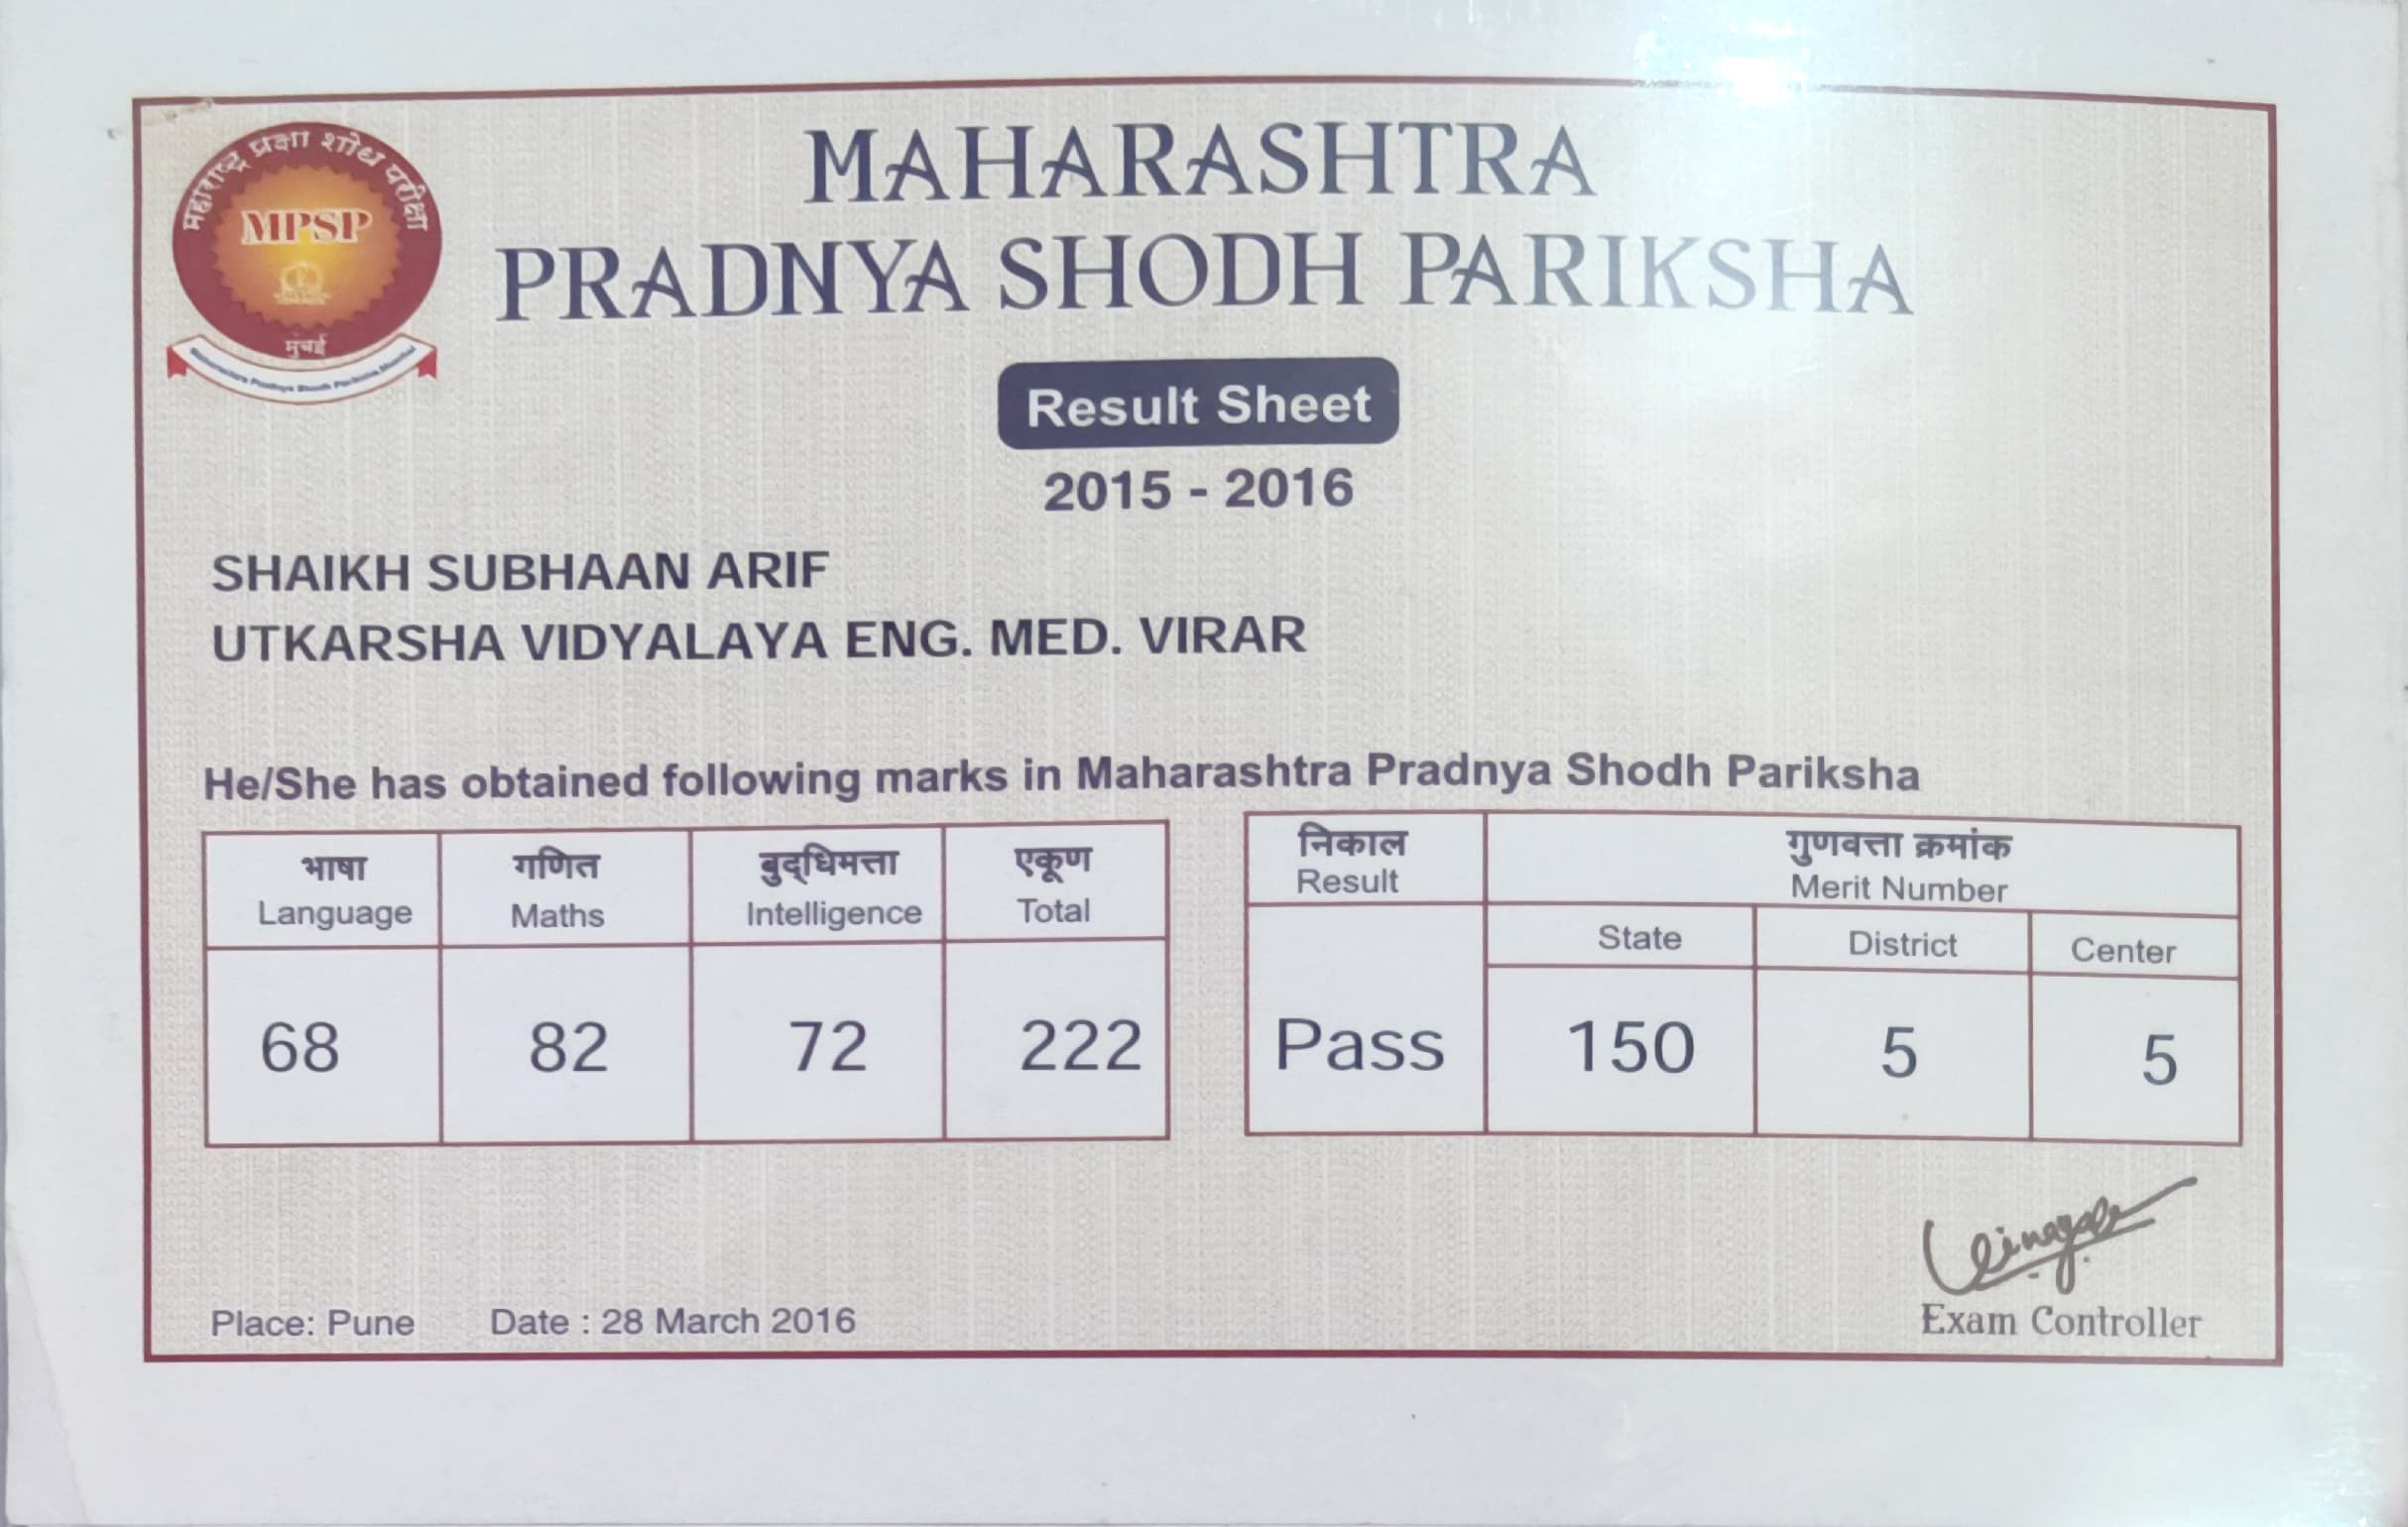 महाराष्ट्र प्रज्ञा शोध परीक्षा
MPSP
मुंबई
Maharashtra Pradnya Shodh Pariksha Mumbai
MAHARASHTRA
PRADNYA SHODH PARIKSHA
Result Sheet
2015 - 2016
SHAIKH SUBHAAN ARIF
UTKARSHA VIDYALAYA ENG. MED. VIRAR
He/She has obtained following marks in Maharashtra Pradnya Shodh Pariksha
भाषा गणित बुद्धिमत्ता एकूण
Language Maths Intelligence Total
68 82 72 222
निकाल गुणवत्ता क्रमांक
Result Merit Number
State District Center
Pass 150 5 5
Exam Controller
Place: Pune Date : 28 March 2016